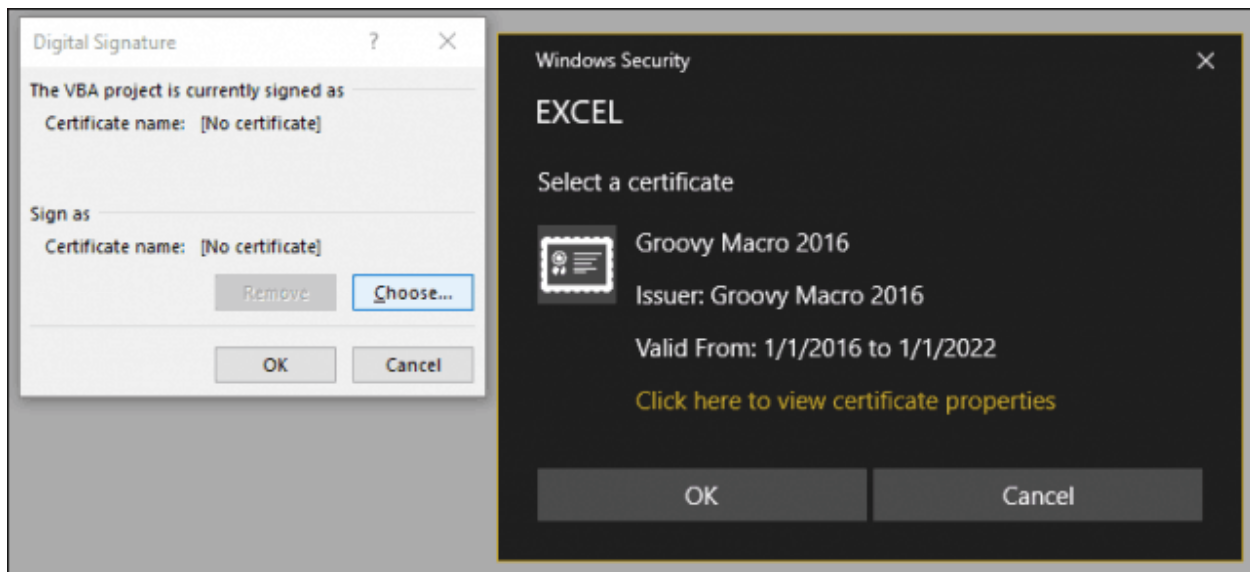 Digital Signature
The VBA project is currently signed as
Certificate name: [No certificate]
Sign as
Certificate name: [No certificate]
Remove
Choose...
OK
Cancel
Windows Security
EXCEL
Select a certificate
Groovy Macro 2016
Issuer: Groovy Macro 2016
Valid From: 1/1/2016 to 1/1/2022
Click here to view certificate properties
OK
Cancel